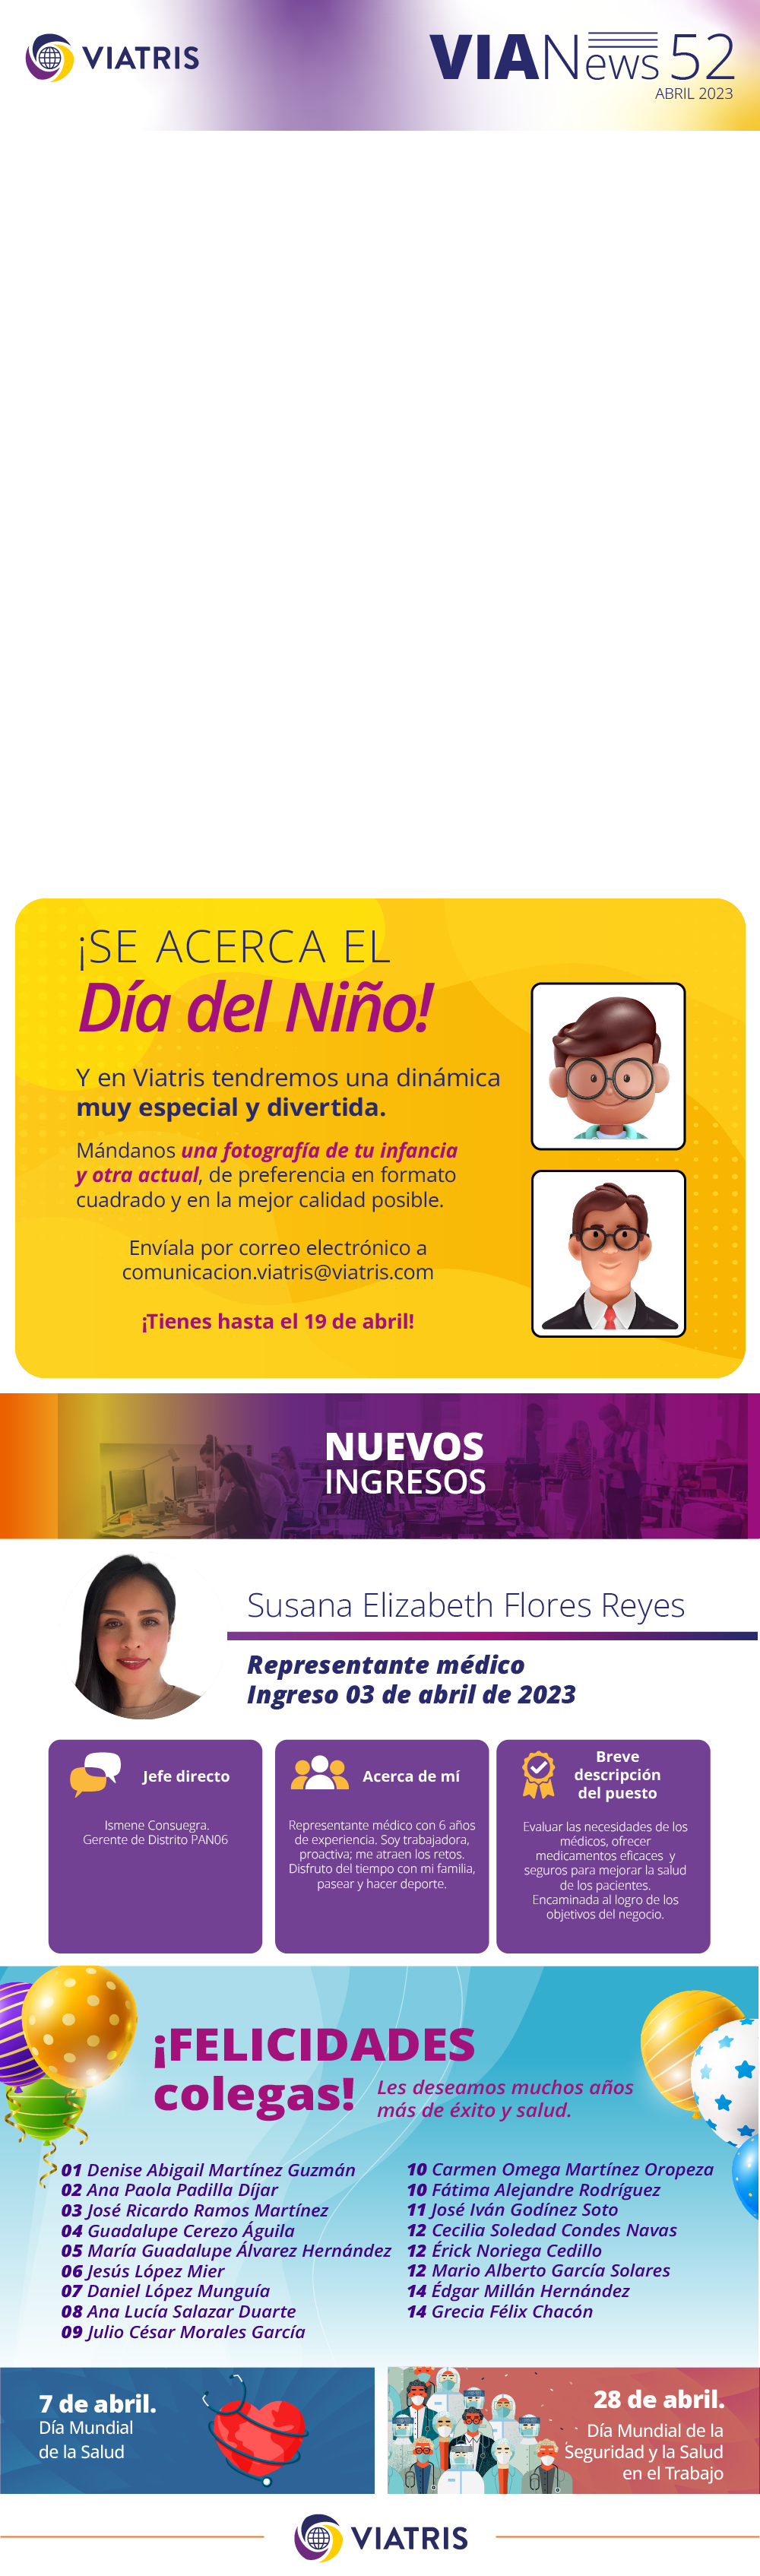 VIATRIS
VIANews 52
ABRIL 2023
¡SE ACERCA EL
Día del Niño!
Y en Viatris tendremos una dinámica
muy especial y divertida.
Mándanos una fotografía de tu infancia
y otra actual, de preferencia en formato
cuadrado y en la mejor calidad posible.
Envíala por correo electrónico a
comunicacion.viatris@viatris.com
¡Tienes hasta el 19 de abril!
NUEVOS
INGRESOS
Susana Elizabeth Flores Reyes
Representante médico
Ingreso 03 de abril de 2023
Jefe directo
Ismene Consuegra.
Gerente de Distrito PAN06
Acerca de mí
Representante médico con 6 años
de experiencia. Soy trabajadora,
proactiva; me atraen los retos.
Disfruto del tiempo con mi familia,
pasear y hacer deporte.
Breve
descripción
del puesto
Evaluar las necesidades de los
médicos, ofrecer
medicamentos eficaces y
seguros para mejorar la salud
de los pacientes.
Encaminada al logro de los
objetivos del negocio.
¡FELICIDADES
colegas!
Les deseamos muchos años
más de éxito y salud.
01 Denise Abigail Martínez Guzmán
02 Ana Paola Padilla Díjar
03 José Ricardo Ramos Martínez
04 Guadalupe Cerezo Águila
05 María Guadalupe Álvarez Hernández
06 Jesús López Mier
07 Daniel López Munguía
08 Ana Lucía Salazar Duarte
09 Julio César Morales García
10 Carmen Omega Martínez Oropeza
10 Fátima Alejandre Rodríguez
11 José Iván Godínez Soto
12 Cecilia Soledad Condes Navas
12 Érick Noriega Cedillo
12 Mario Alberto García Solares
14 Édgar Millán Hernández
14 Grecia Félix Chacón
7 de abril.
Día Mundial
de la Salud
28 de abril.
Día Mundial de la
Seguridad y la Salud
en el Trabajo
VIATRIS